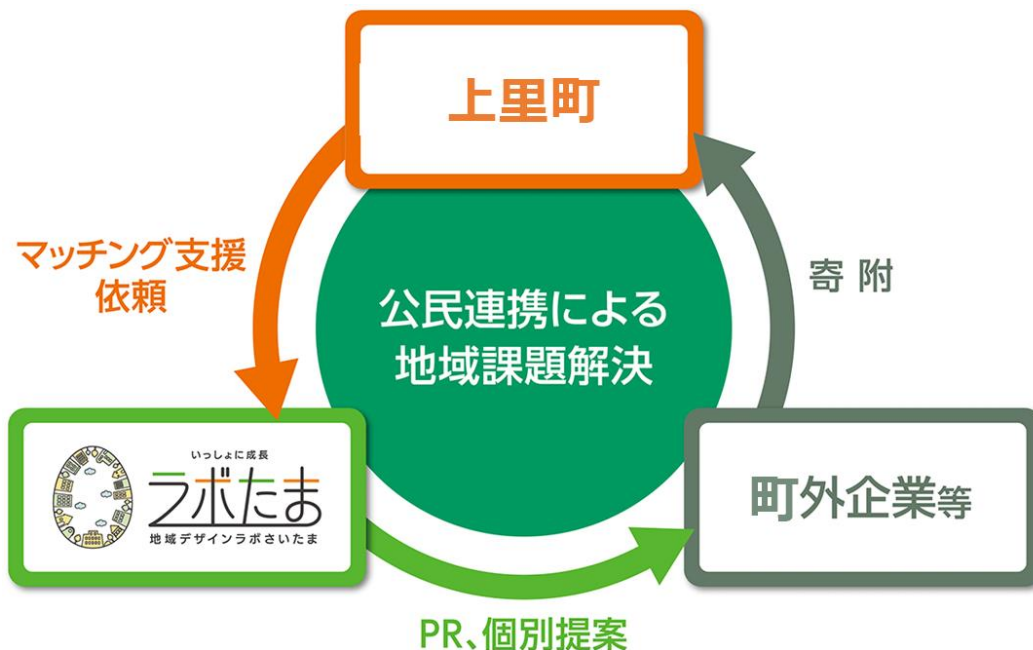 上里町
マッチング支援
依頼
寄 附
公民連携による
地域課題解決
いっしょに成長
ラボたま
地域デザインラボさいたま
町外企業等
PR、個別提案